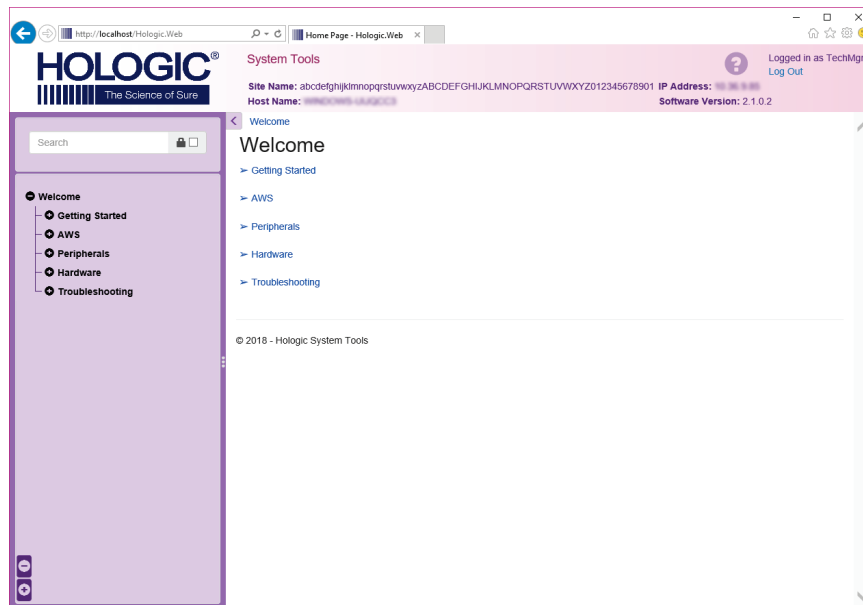 http://localhost/Hologic.Web
Home Page - Hologic.Web
HOLOGIC®
The Science of Sure
System Tools
Logged in as TechMgr
Log Out
Site Name: abcdefghijklmnopqrstuvwxyzABCDEFGHIJKLMNOPQRSTUVWXYZ012345678901 IP Address:
Host Name:
Software Version: 2.1.0.2
Search
Welcome
Getting Started
AWS
Peripherals
Hardware
Troubleshooting
Welcome
Welcome
➢ Getting Started
➢ AWS
➢ Peripherals
➢ Hardware
➢ Troubleshooting
© 2018 - Hologic System Tools